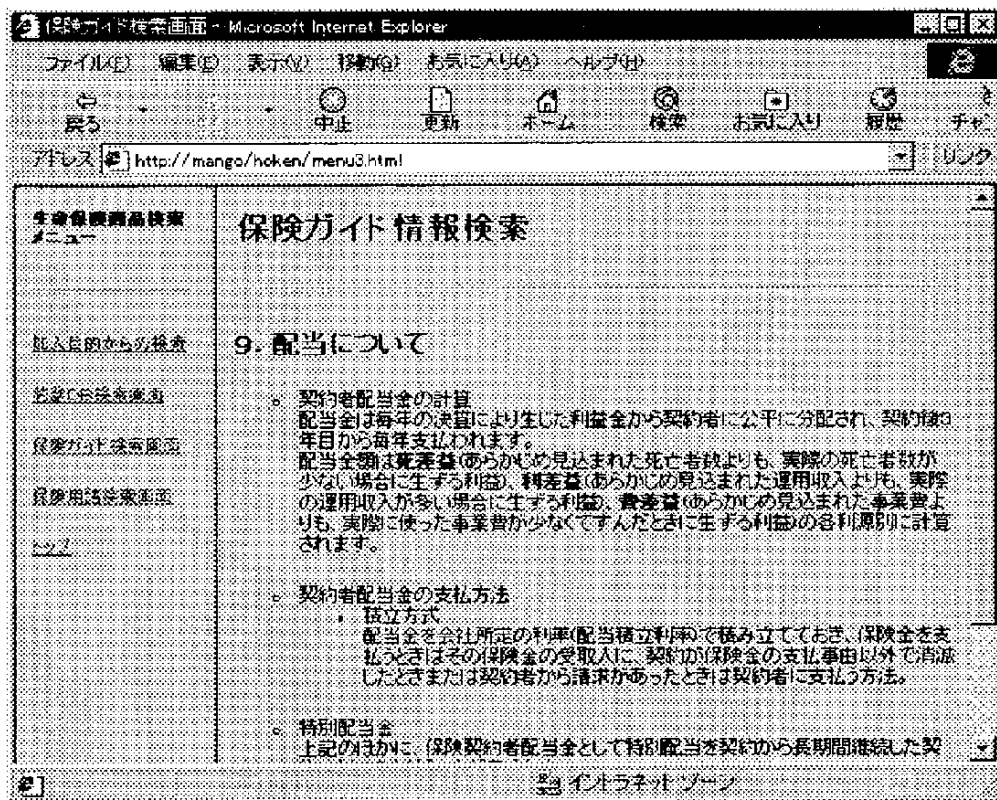 保険ガイド検索画面 - Microsoft Internet Explorer
ファイル(F) 編集(E) 表示(V) 移動(G) お気に入り(A) ヘルプ(H)
戻る 中止 更新 ホーム 検索 お気に入り 履歴 チャ
アドレス http://mango/hoken/menu3.html リンク
生命保険商品検索
メニュー
加入目的からの検索
保険ガイド検索画面
保険用語検索画面
トップ
保険ガイド情報検索
9. 配当について
契約者配当金の計算
配当金は毎年の決算により生じた利益金から契約者に公平に分配され、契約後3
年目から毎年支払われます。
配当金額は死差益(あらかじめ見込まれた死亡者数よりも、実際の死亡者数が
少ない場合に生ずる利益)、利差益(あらかじめ見込まれた運用収入よりも、実際
の運用収入が多い場合に生ずる利益)、費差益(あらかじめ見込まれた事業費よ
りも、実際に使った事業費が少なくてすんだときに生ずる利益)の各利源別に計算
されます。
契約者配当金の支払方法
積立方式
配当金を会社所定の利率(配当積立利率)で積み立てておき、保険金を支
払うときはその保険金の受取人に、契約が保険金の支払事由以外で消滅
したときまたは契約者から請求があったときは契約者に支払う方法。
特別配当金
上記のほかに、保険契約者配当金として特別配当を契約から長期間継続した契
イントラネット ゾーン